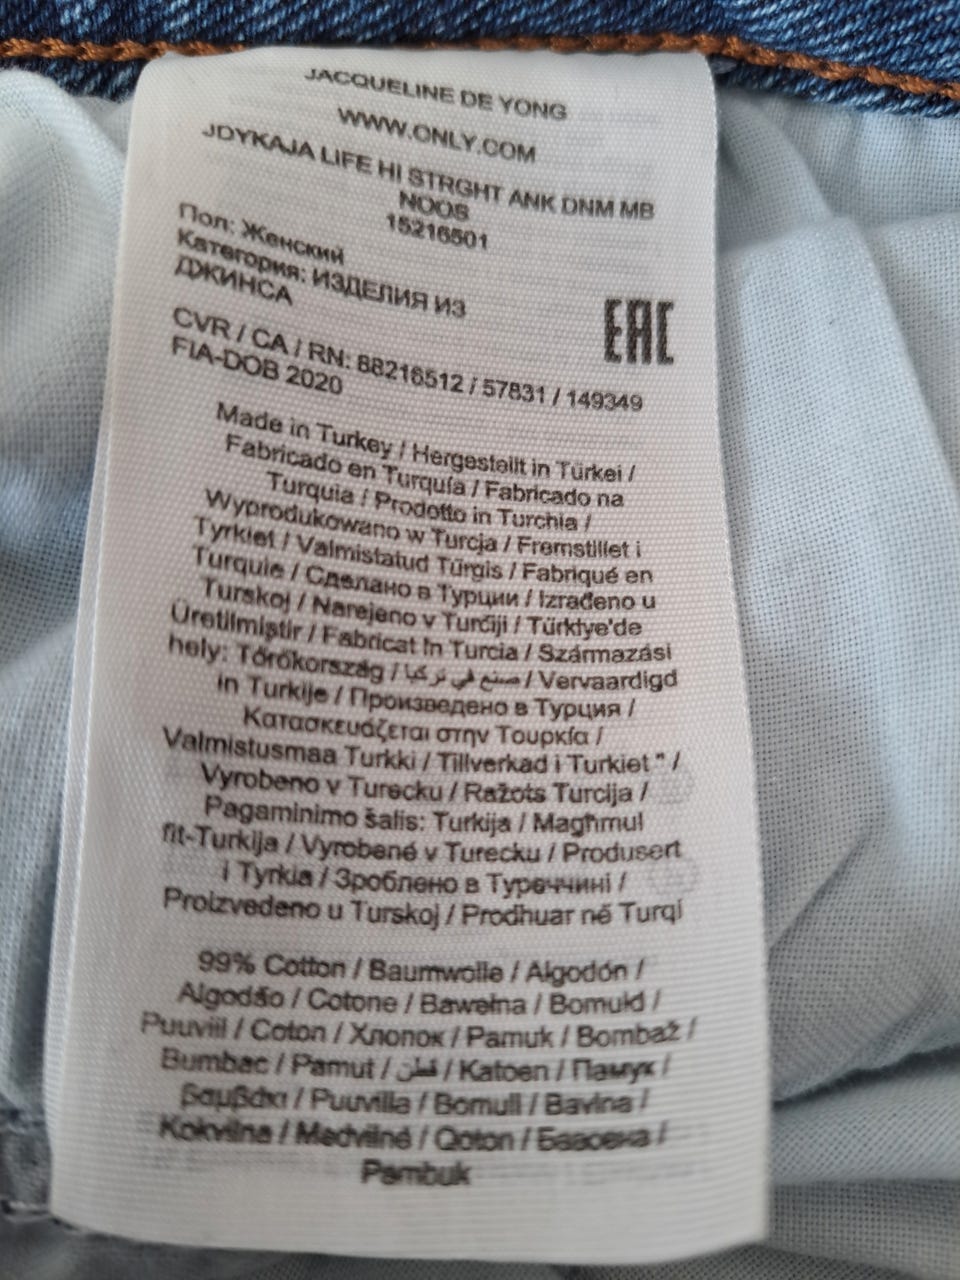 JACQUELINE DE YONG
WWW.ONLY.COM
JDYKAJA LIFE HI STRGHT ANK DNM MB
NOOS
15216501
Пол: Женский
Категория: ИЗДЕЛИЯ ИЗ
ДЖИНСА
EAC
CVR / CA / RN: 88216512 / 57831 / 149349
FIA-DOB 2020
Made in Turkey / Hergestellt in Türkei /
Fabricado en Turquía / Fabricado na
Turquia / Prodotto in Turchia /
Wyprodukowano w Turcja / Fremstillet i
Tyrkiet / Valmistatud Türgis / Fabriqué en
Turquie / Сделано в Турции / Izrađeno u
Turskoj / Narejeno v Turčiji / Türkiye'de
Üretilmiştir / Fabricat în Turcia / Származási
hely: Törökország / صنع في تركيا / Vervaardigd
in Turkije / Произведено в Турция /
Κατασκευάζεται στην Τουρκία /
Valmistusmaa Turkki / Tillverkad i Turkiet " /
Vyrobeno v Turecku / Ražots Turcija /
Pagaminimo šalis: Turkija / Magħmul
fit-Turkija / Vyrobené v Turecku / Produsert
i Tyrkia / Зроблено в Туреччині /
Proizvedeno u Turskoj / Prodhuar në Turqi
99% Cotton / Baumwolle / Algodón /
Algodão / Cotone / Bawełna / Bomuld /
Puuvill / Coton / Хлопок / Pamuk / Bombaž /
Bumbac / Pamut / قطن / Katoen / Памук /
βαμβάκι / Puuvilla / Bomull / Bavlna /
Kokvilna / Medvilnė / Qoton / Бавовна /
Pambuk